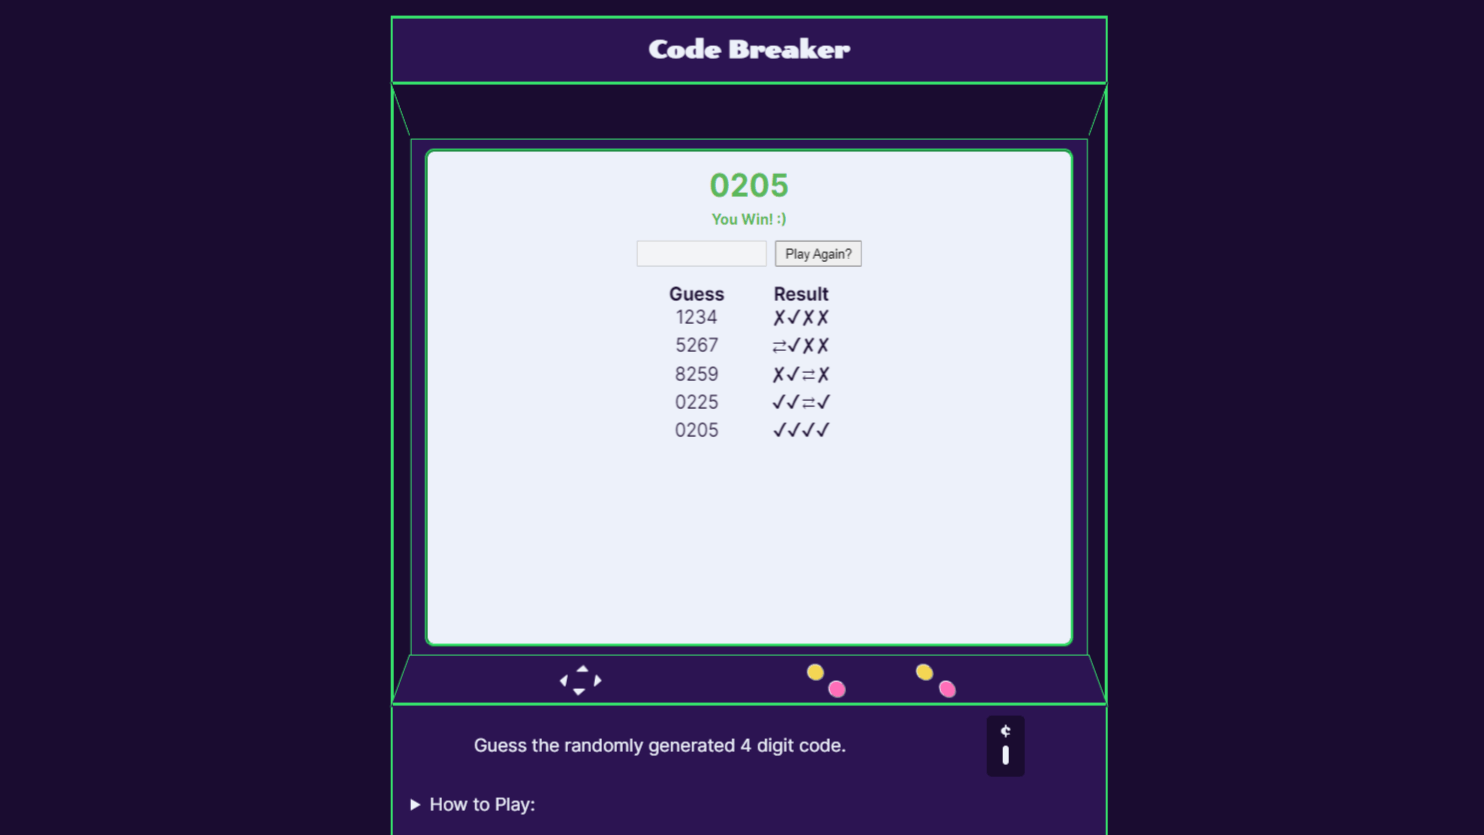 Code Breaker
0205
You Win! :)
Play Again?
Guess Result
1234 ✗✓✗✗
5267 ⇄✓✗✗
8259 ✗✓⇄✗
0225 ✓✓⇄✓
0205 ✓✓✓✓
Guess the randomly generated 4 digit code.
¢
▶ How to Play: